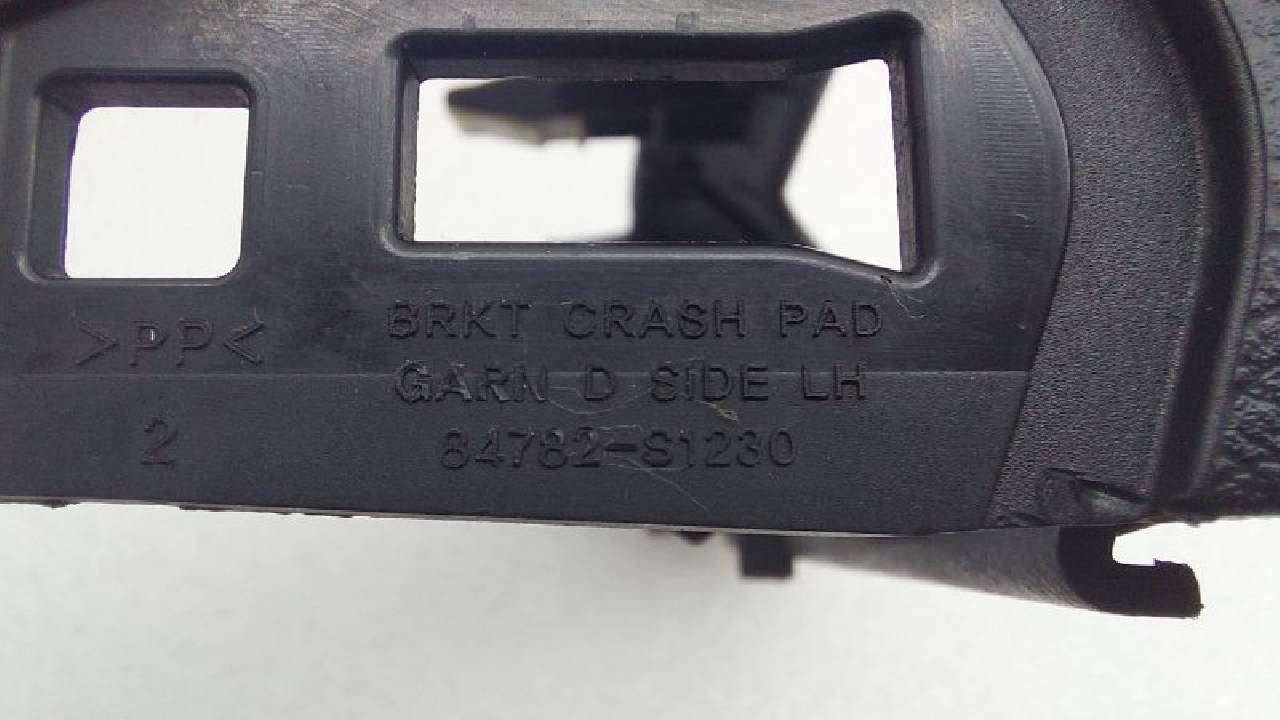 BRKT CRASH PAD
>PP<
GARN D SIDE LH
2
84782-S1230